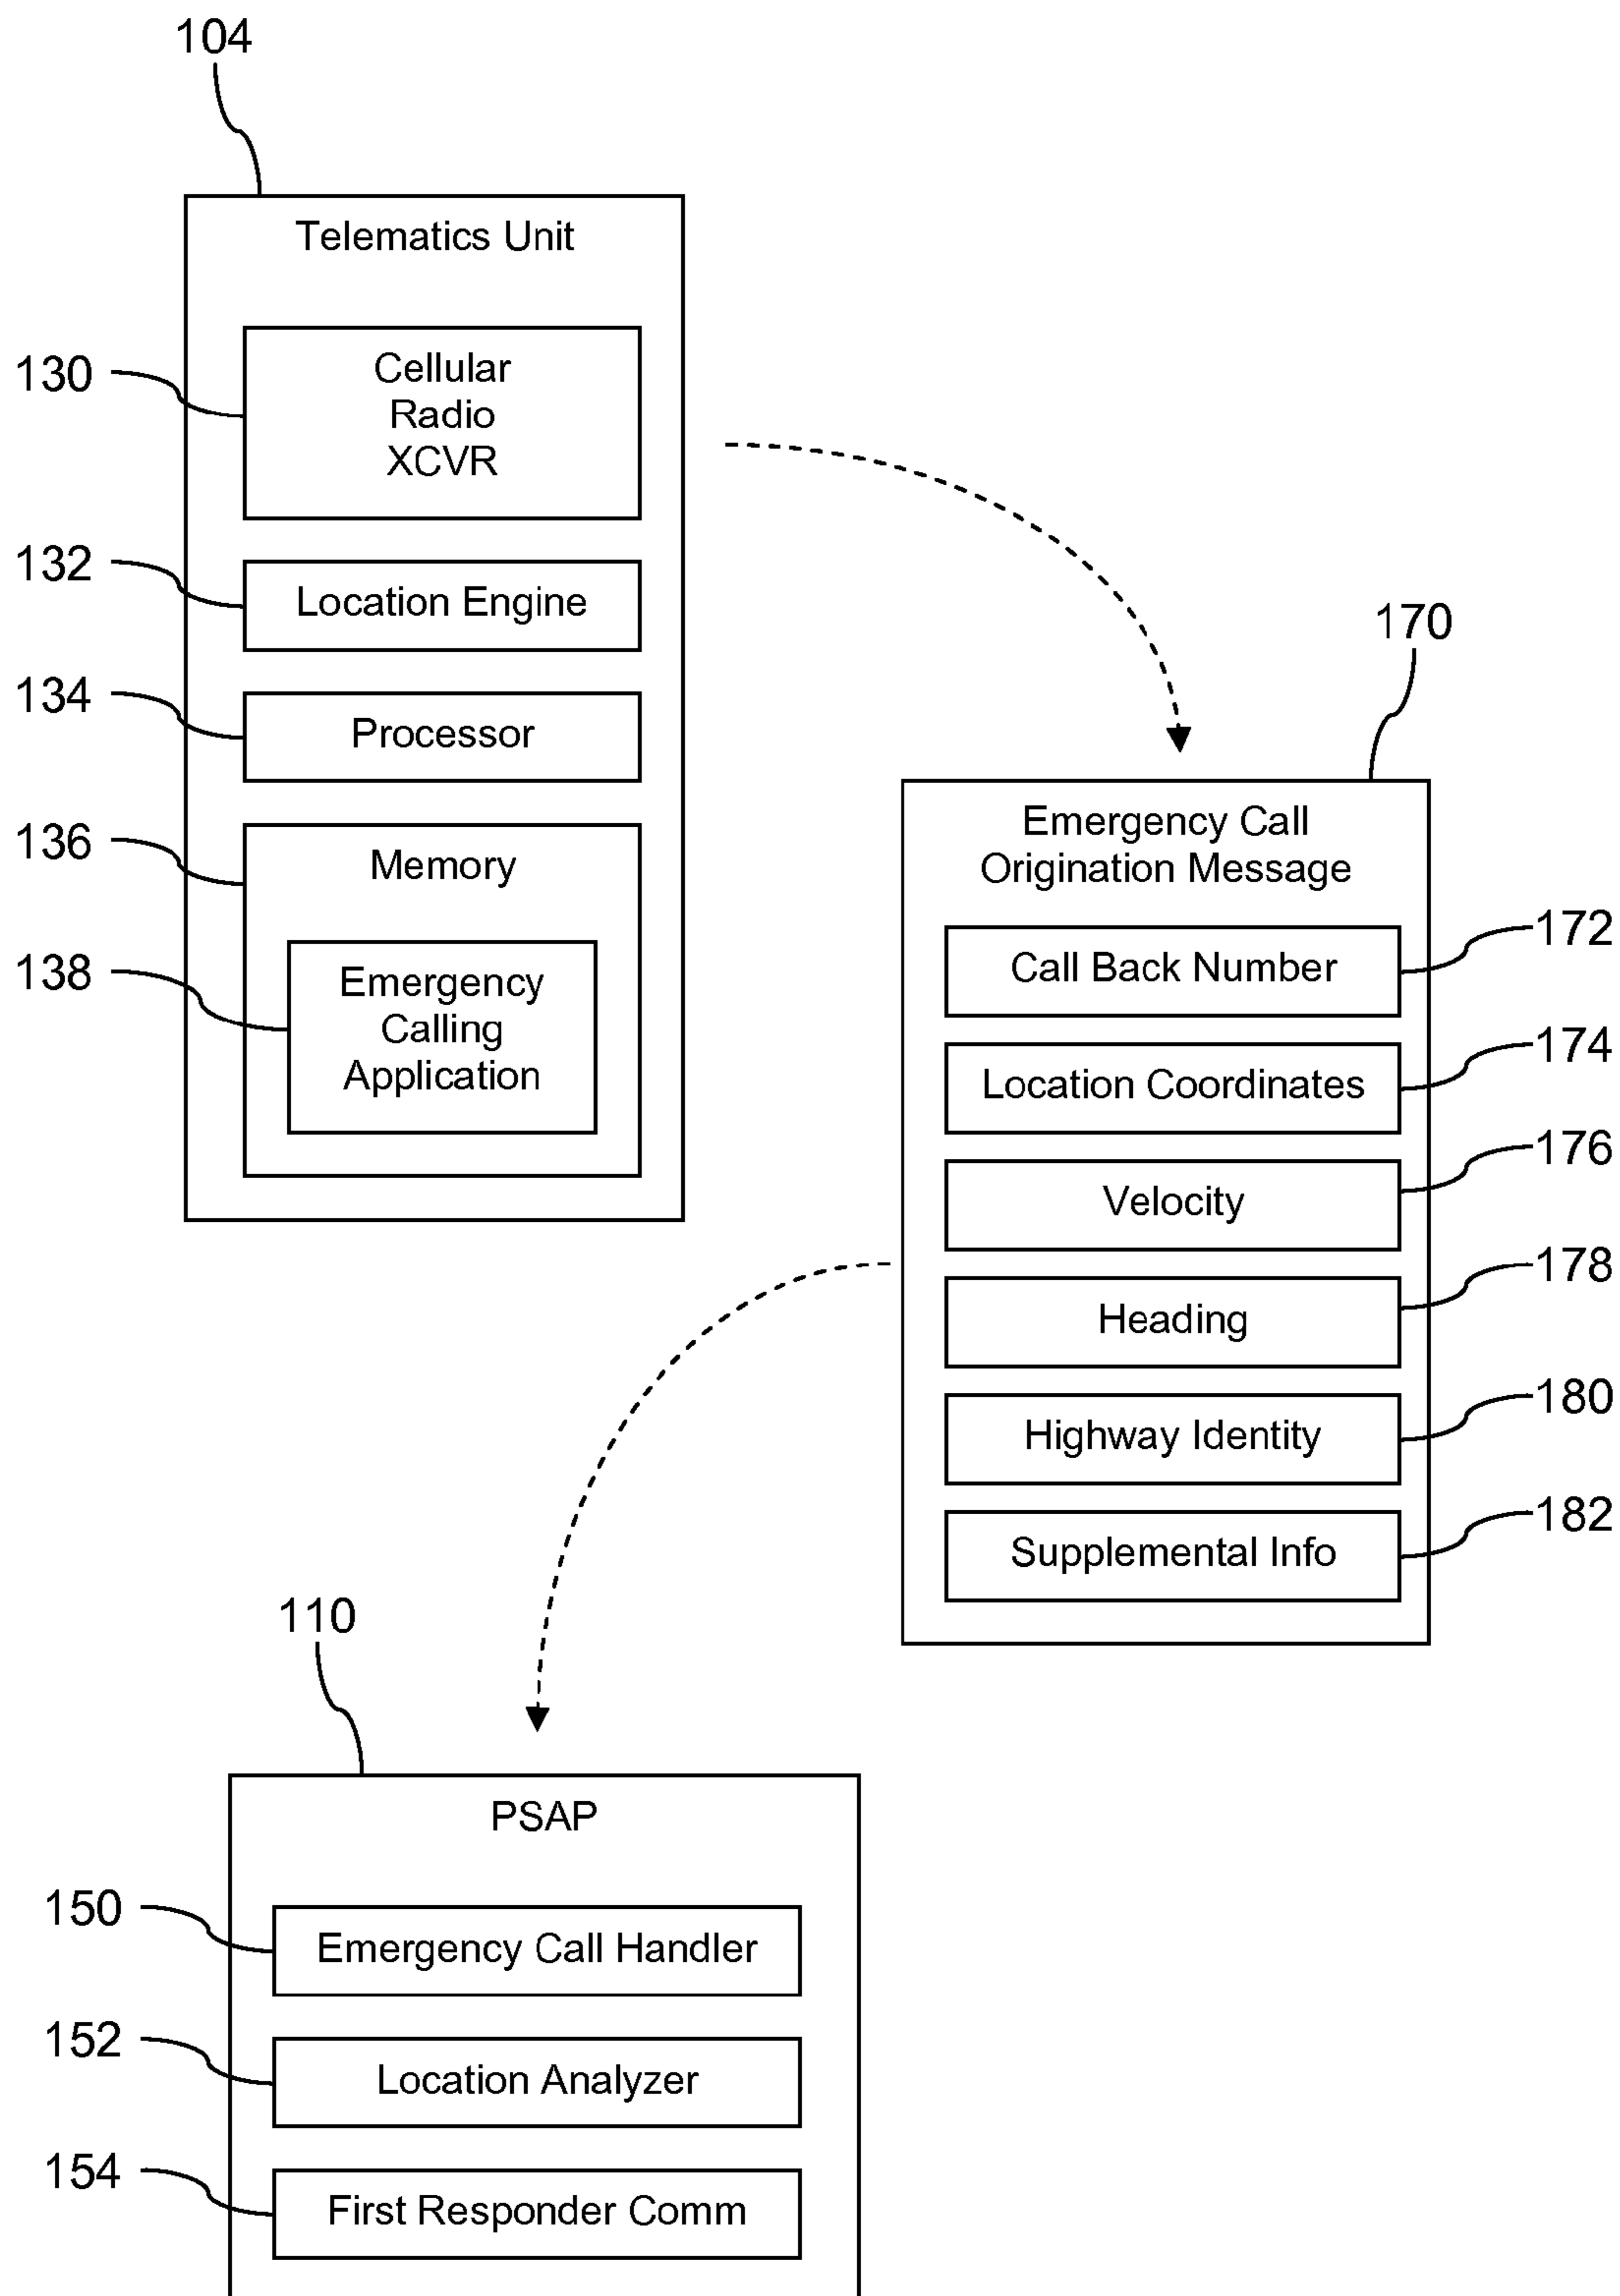 104
Telematics Unit
130
Cellular
Radio
XCVR
132
Location Engine
134
Processor
136
Memory
138
Emergency
Calling
Application
170
Emergency Call
Origination Message
172
Call Back Number
174
Location Coordinates
176
Velocity
178
Heading
180
Highway Identity
182
Supplemental Info
110
PSAP
150
Emergency Call Handler
152
Location Analyzer
154
First Responder Comm